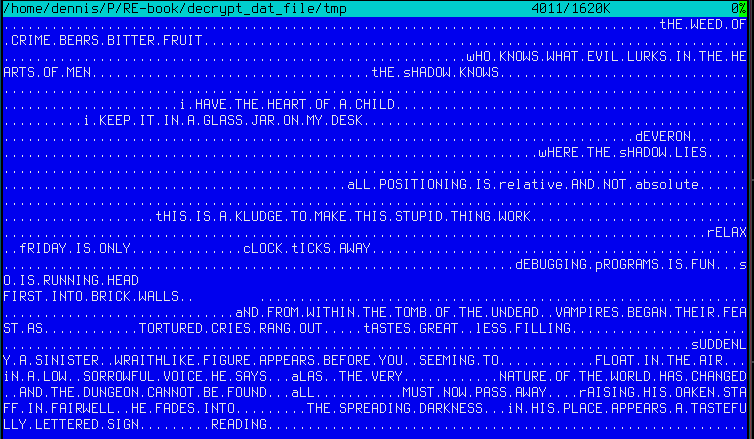 /home/dennis/P/RE-book/decrypt_dat_file/tmp 4011/1620K 0%
tHE.WEED.OF
.CRIME.BEARS.BITTER.FRUIT
wHO.KNOWS.WHAT.EVIL.LURKS.IN.THE.HE
ARTS.OF.MEN tHE.sHADOW.KNOWS
i.HAVE.THE.HEART.OF.A.CHILD
i.KEEP.IT.IN.A.GLASS.JAR.ON.MY.DESK
dEVERON
wHERE.THE.sHADOW.LIES
aLL.POSITIONING.IS.relative.AND.NOT.absolute
tHIS.IS.A.KLUDGE.TO.MAKE.THIS.STUPID.THING.WORK
rELAX
..fRIDAY.IS.ONLY cLOCK.tICKS.AWAY
dEBUGGING.pROGRAMS.IS.FUN...s
O.IS.RUNNING.HEAD
FIRST.INTO.BRICK.WALLS..
aND.FROM.WITHIN.THE.TOMB.OF.THE.UNDEAD..VAMPIRES.BEGAN.THEIR.FEA
ST.AS............TORTURED.CRIES.RANG.OUT.....tASTES.GREAT..lESS.FILLING
sUDDENL
Y.A.SINISTER..WRAITHLIKE.FIGURE.APPEARS.BEFORE.YOU..SEEMING.TO...........FLOAT.IN.THE.AIR...
iN.A.LOW..SORROWFUL.VOICE.HE.SAYS...aLAS..THE.VERY............NATURE.OF.THE.WORLD.HAS.CHANGED
..AND.THE.DUNGEON.CANNOT.BE.FOUND...aLL...........MUST.NOW.PASS.AWAY....rAISING.HIS.OAKEN.STA
FF.IN.FAIRWELL..HE.FADES.INTO.........THE.SPREADING.DARKNESS...iN.HIS.PLACE.APPEARS.A.TASTEFU
LLY.LETTERED.SIGN.........READING